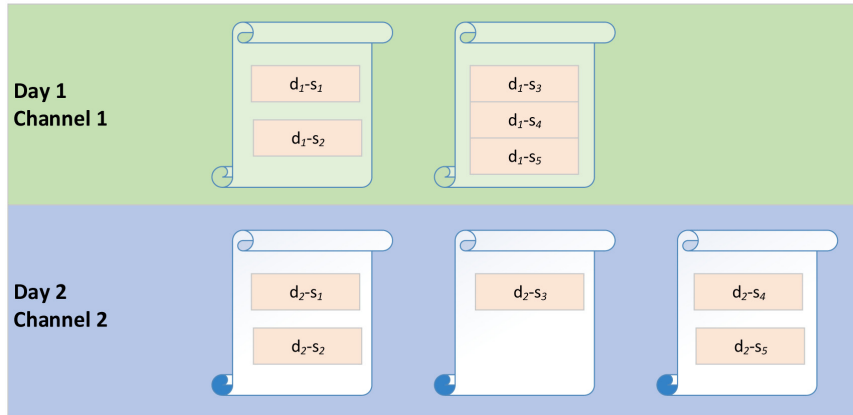 Day 1
Channel 1
d1-s1
d1-s2
d1-s3
d1-s4
d1-s5
Day 2
Channel 2
d2-s1
d2-s2
d2-s3
d2-s4
d2-s5